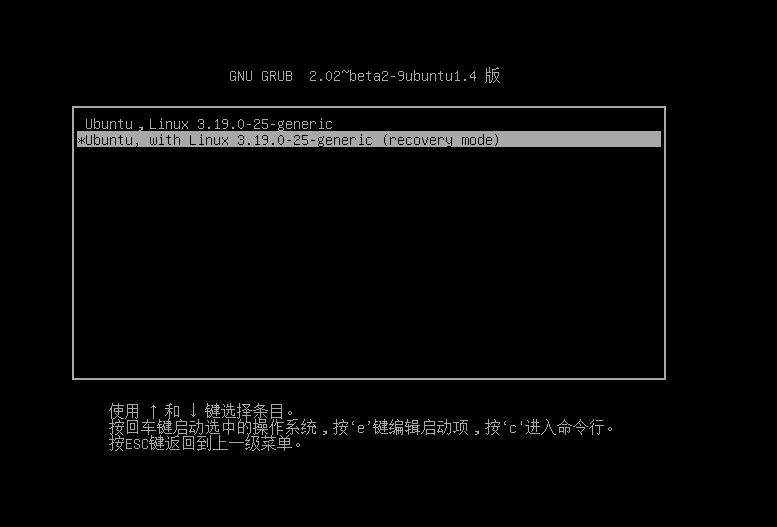 GNU GRUB  2.02~beta2-9ubuntu1.4 版
Ubuntu，Linux 3.19.0-25-generic
*Ubuntu, with Linux 3.19.0-25-generic (recovery mode)
使用 ↑ 和 ↓ 键选择条目。
按回车键启动选中的操作系统，按‘e’键编辑启动项，按‘c’进入命令行。
按ESC键返回到上一级菜单。